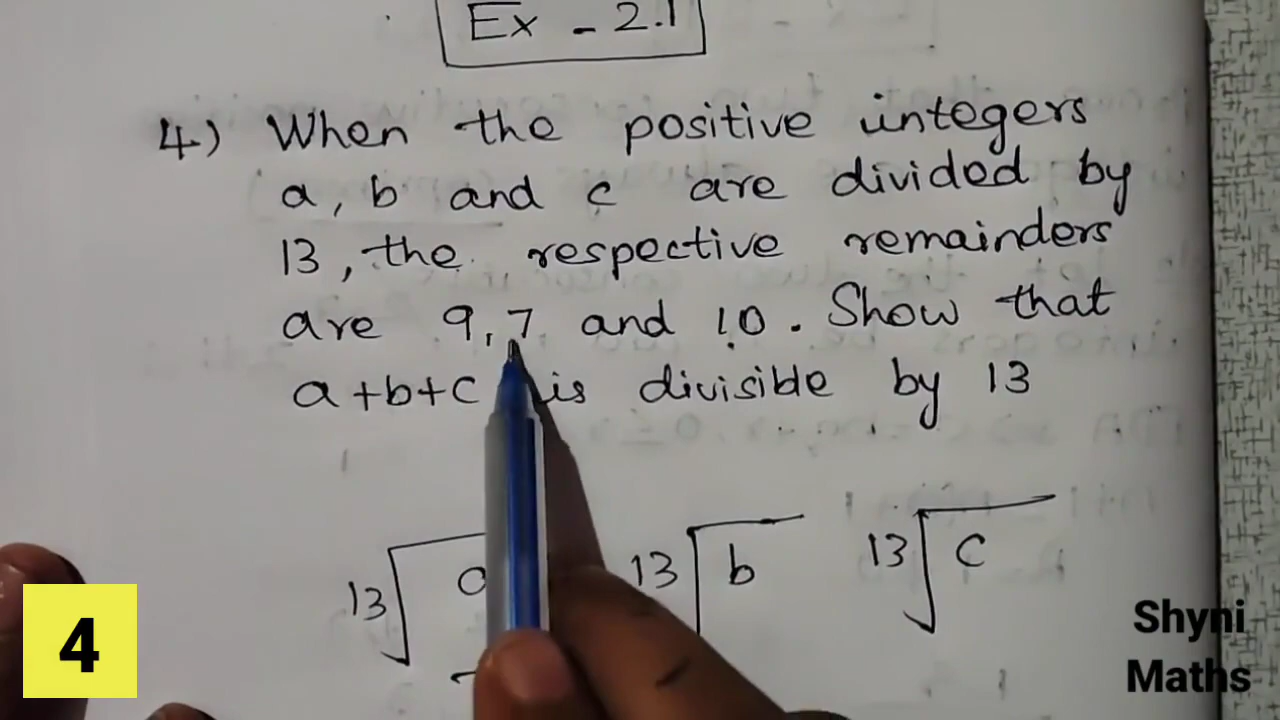 Ex - 2.1
4) When the positive integers
a, b and c are divided by
13, the respective remainders
are 9, 7 and 10. Show that
a+b+c is divisible by 13
13 a 13 b 13 c
4
Shyni
Maths